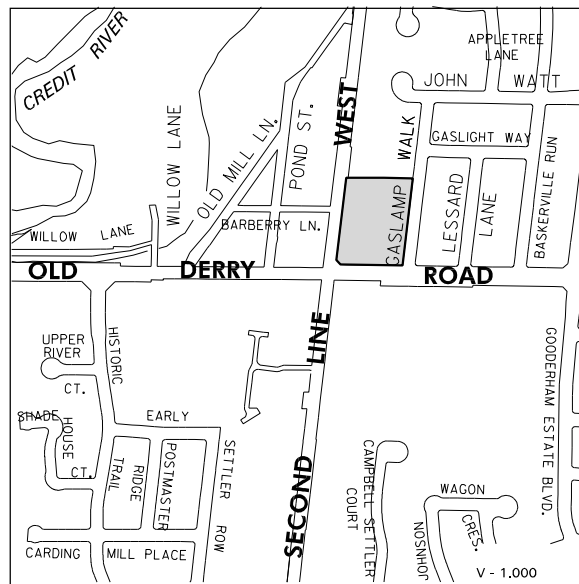 APPLETREE
LANE
CREDIT RIVER
JOHN WATT
WEST
WALK
GASLIGHT WAY
WILLOW LANE
OLD MILL LN.
POND ST.
BASKERVILLE RUN
LESSARD
LANE
GASLAMP
BARBERRY LN.
WILLOW LANE
OLD DERRY ROAD
LINE
HISTORIC
UPPER
RIVER
CT.
GOODERHAM ESTATE BLVD.
SHADE
HOUSE
CT.
EARLY
SETTLER
ROW
TRAIL
RIDGE
POSTMASTER
SECOND
CAMPBELL SETTLER
COURT
WAGON
CRES.
JOHNSON
CARDING MILL PLACE
V - 1.000